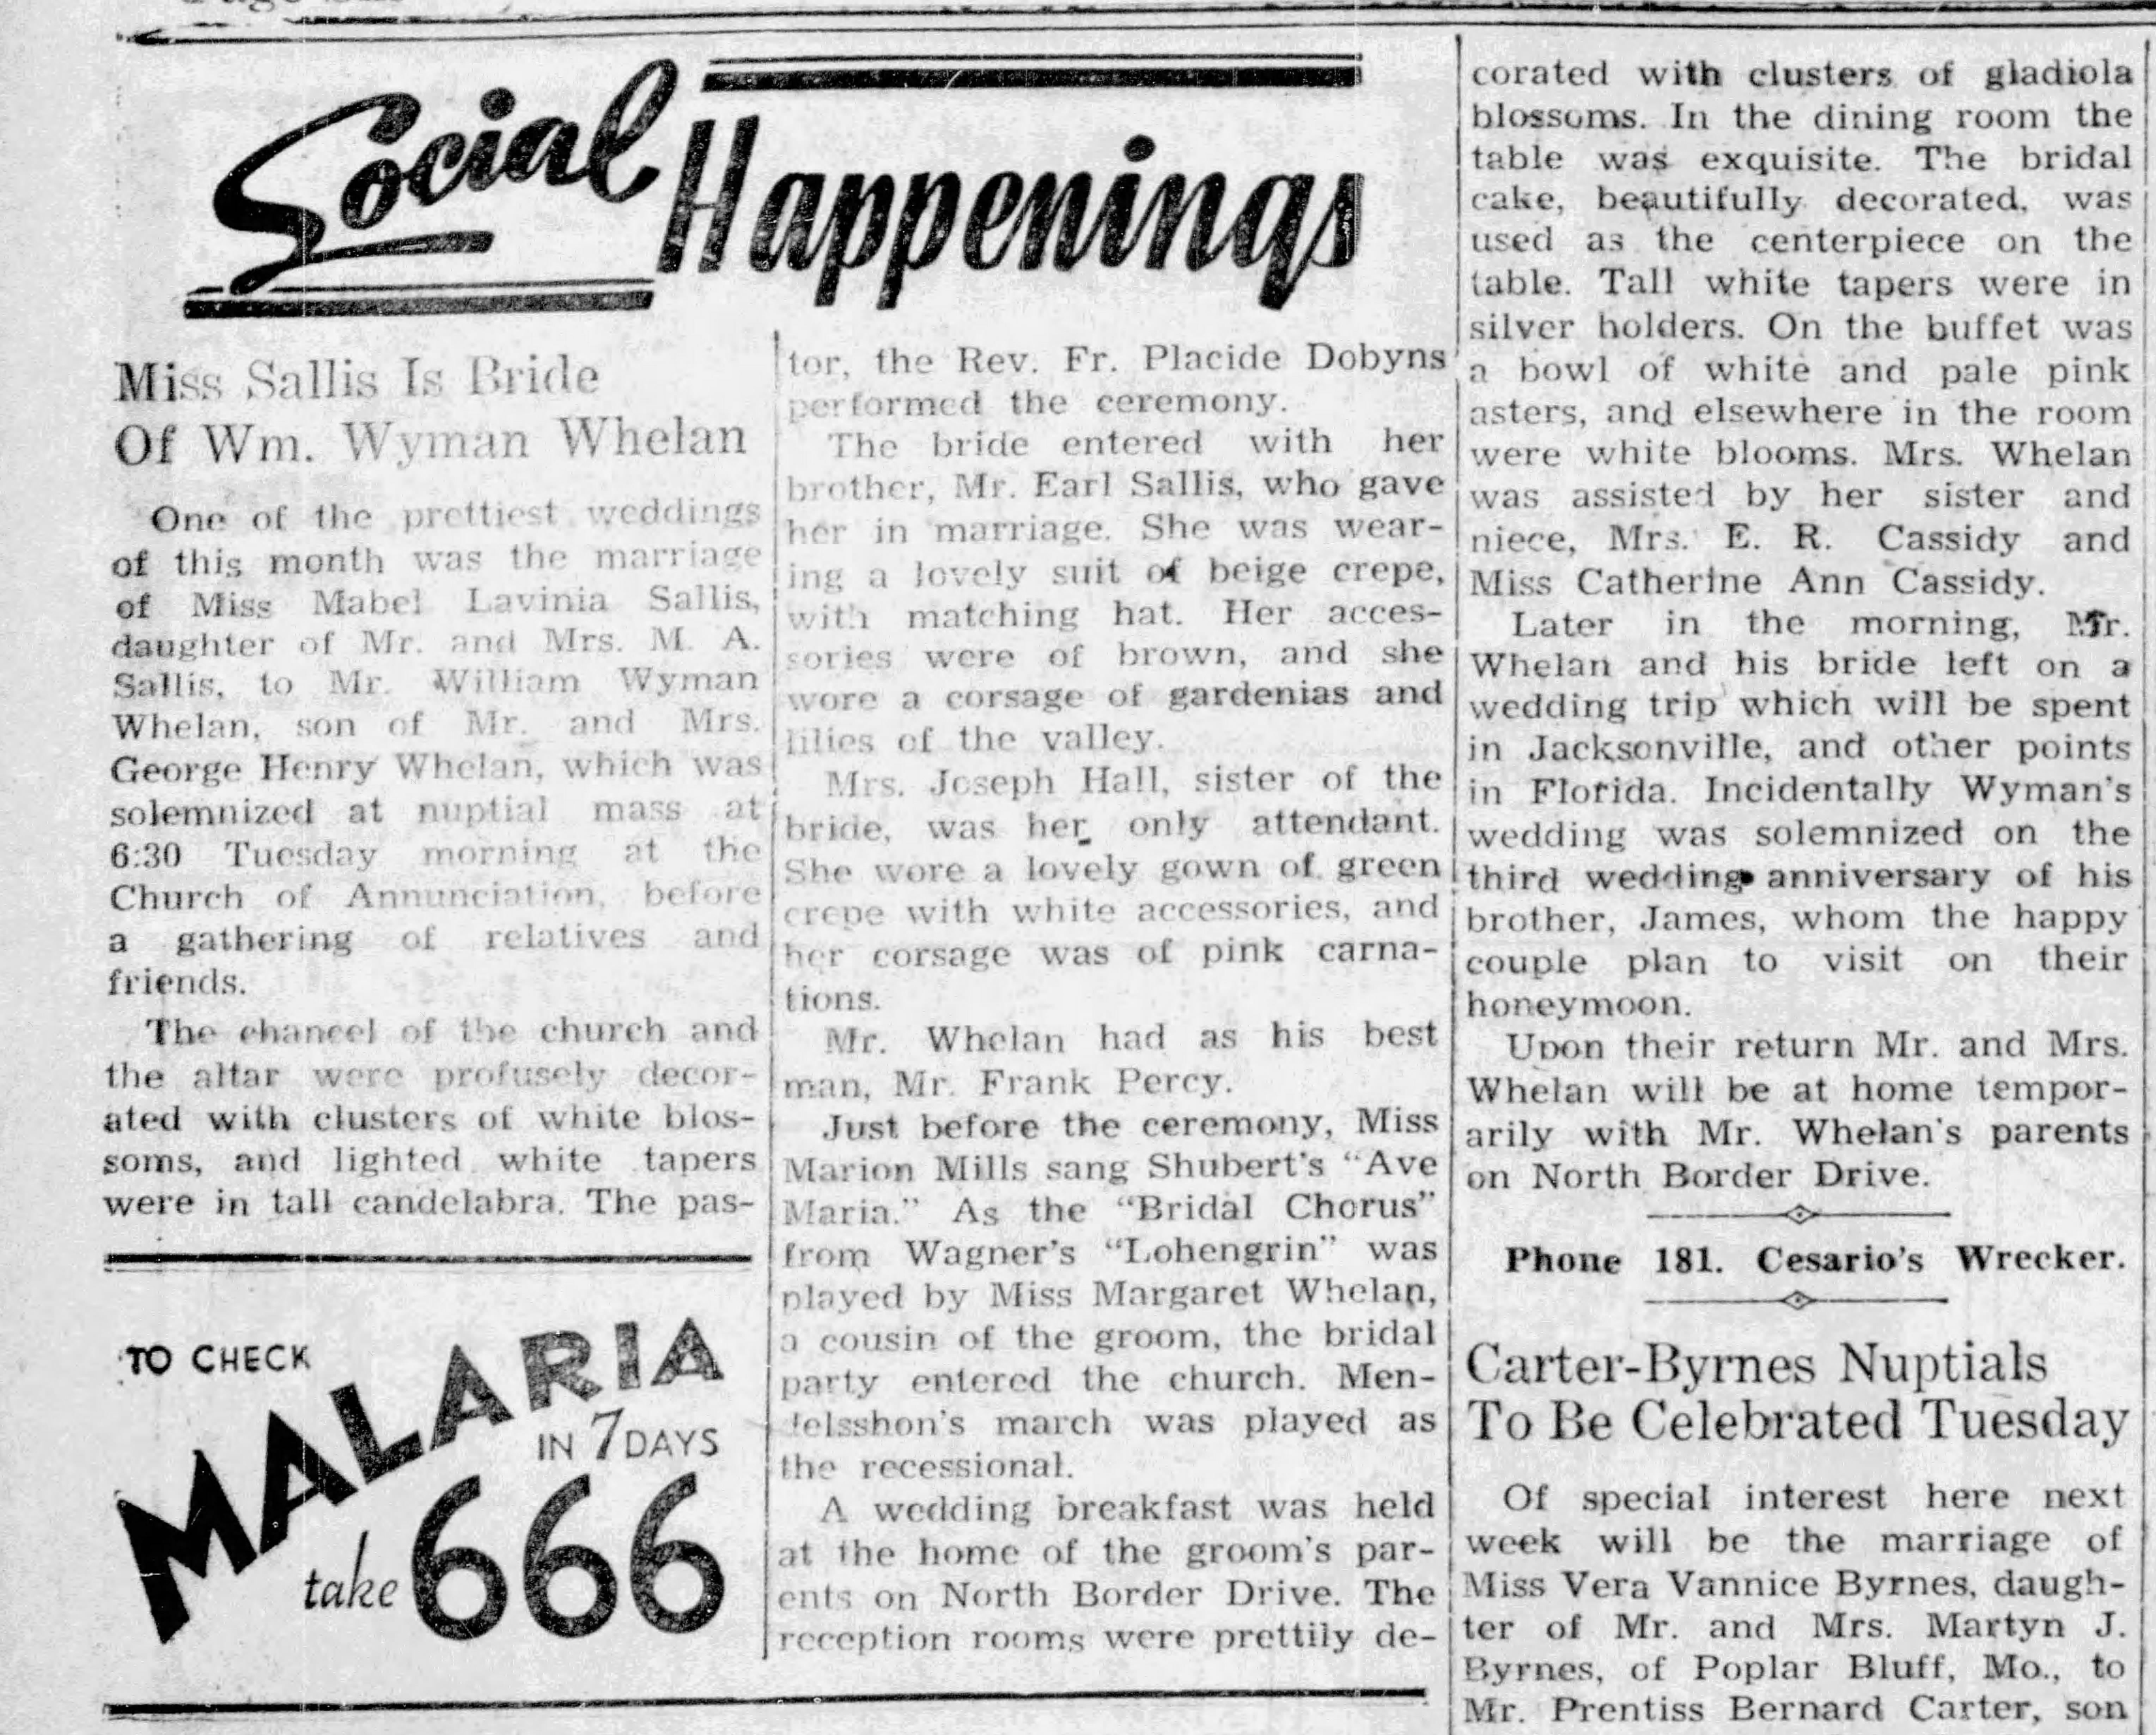 Social Happenings
Miss Sallis Is Bride
Of Wm. Wyman Whelan
One of the prettiest weddings
of this month was the marriage
of Miss Mabel Lavinia Sallis,
daughter of Mr. and Mrs. M. A.
Sallis, to Mr. William Wyman
Whelan, son of Mr. and Mrs.
George Henry Whelan, which was
solemnized at nuptial mass at
6:30 Tuesday morning at the
Church of Annunciation, before
a gathering of relatives and
friends.
The chancel of the church and
the altar were profusely decor-
ated with clusters of white blos-
soms, and lighted white tapers
were in tall candelabra. The pas-
TO CHECK
MALARIA
IN 7 DAYS
take 666
tor, the Rev. Fr. Placide Dobyns
performed the ceremony.
The bride entered with her
brother, Mr. Earl Sallis, who gave
her in marriage. She was wear-
ing a lovely suit of beige crepe,
with matching hat. Her acces-
sories were of brown, and she
wore a corsage of gardenias and
lilies of the valley.
Mrs. Joseph Hall, sister of the
bride, was her only attendant.
She wore a lovely gown of green
crepe with white accessories, and
her corsage was of pink carna-
tions.
Mr. Whelan had as his best
man, Mr. Frank Percy.
Just before the ceremony, Miss
Marion Mills sang Shubert's "Ave
Maria." As the "Bridal Chorus"
from Wagner's "Lohengrin" was
played by Miss Margaret Whelan,
a cousin of the groom, the bridal
party entered the church. Men-
delsshon's march was played as
the recessional.
A wedding breakfast was held
at the home of the groom's par-
ents on North Border Drive. The
reception rooms were prettily de-
corated with clusters of gladiola
blossoms. In the dining room the
table was exquisite. The bridal
cake, beautifully decorated, was
used as the centerpiece on the
table. Tall white tapers were in
silver holders. On the buffet was
a bowl of white and pale pink
asters, and elsewhere in the room
were white blooms. Mrs. Whelan
was assisted by her sister and
niece, Mrs. E. R. Cassidy and
Miss Catherine Ann Cassidy.
Later in the morning, Mr.
Whelan and his bride left on a
wedding trip which will be spent
in Jacksonville, and other points
in Florida. Incidentally Wyman's
wedding was solemnized on the
third wedding anniversary of his
brother, James, whom the happy
couple plan to visit on their
honeymoon.
Upon their return Mr. and Mrs.
Whelan will be at home tempor-
arily with Mr. Whelan's parents
on North Border Drive.
Phone 181. Cesario's Wrecker.
Carter-Byrnes Nuptials
To Be Celebrated Tuesday
Of special interest here next
week will be the marriage of
Miss Vera Vannice Byrnes, daugh-
ter of Mr. and Mrs. Martyn J.
Byrnes, of Poplar Bluff, Mo., to
Mr. Prentiss Bernard Carter, son